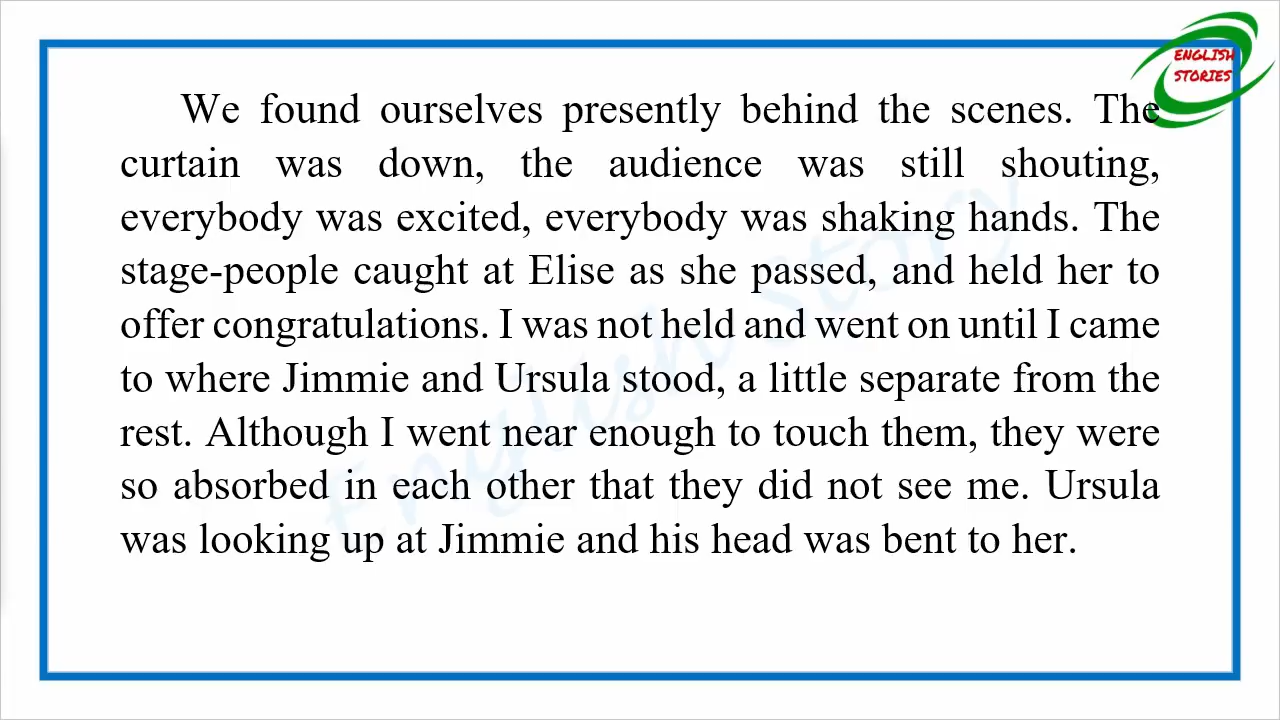 ENGLISH
STORIES
We found ourselves presently behind the scenes. The
curtain was down, the audience was still shouting,
everybody was excited, everybody was shaking hands. The
stage-people caught at Elise as she passed, and held her to
offer congratulations. I was not held and went on until I came
to where Jimmie and Ursula stood, a little separate from the
rest. Although I went near enough to touch them, they were
so absorbed in each other that they did not see me. Ursula
was looking up at Jimmie and his head was bent to her.
English Story